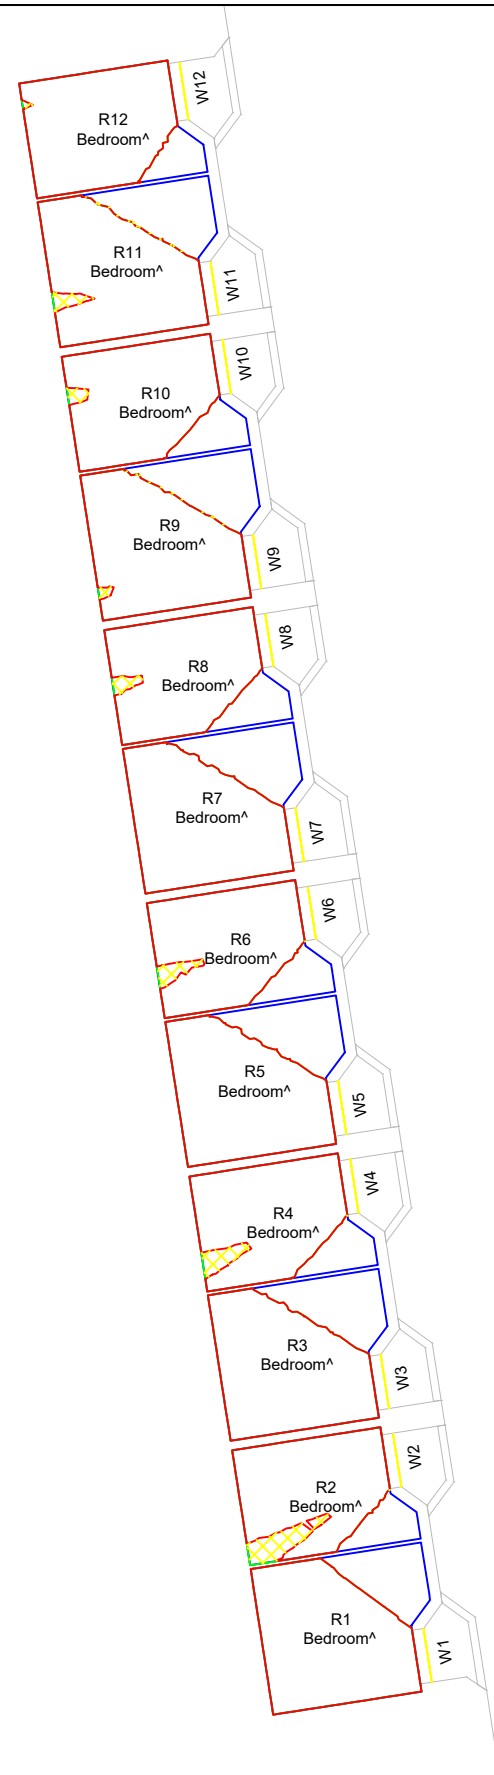 W12
R12
Bedroom^
R11
Bedroom^
W11
W10
R10
Bedroom^
R9
Bedroom^
W9
W8
R8
Bedroom^
R7
Bedroom^
W7
W6
R6
Bedroom^
R5
Bedroom^
W5
W4
R4
Bedroom^
R3
Bedroom^
W3
W2
R2
Bedroom^
R1
Bedroom^
W1